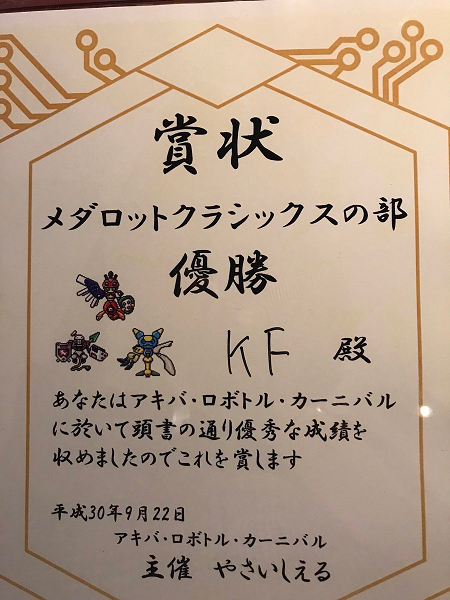 賞状
メダロットクラシックスの部
優勝
KF 殿
あなたはアキバ・ロボトル・カーニバル
に於いて頭書の通り優秀な成績を
収めましたのでこれを賞します
平成30年9月22日
アキバ・ロボトル・カーニバル
主催 やさいしえる